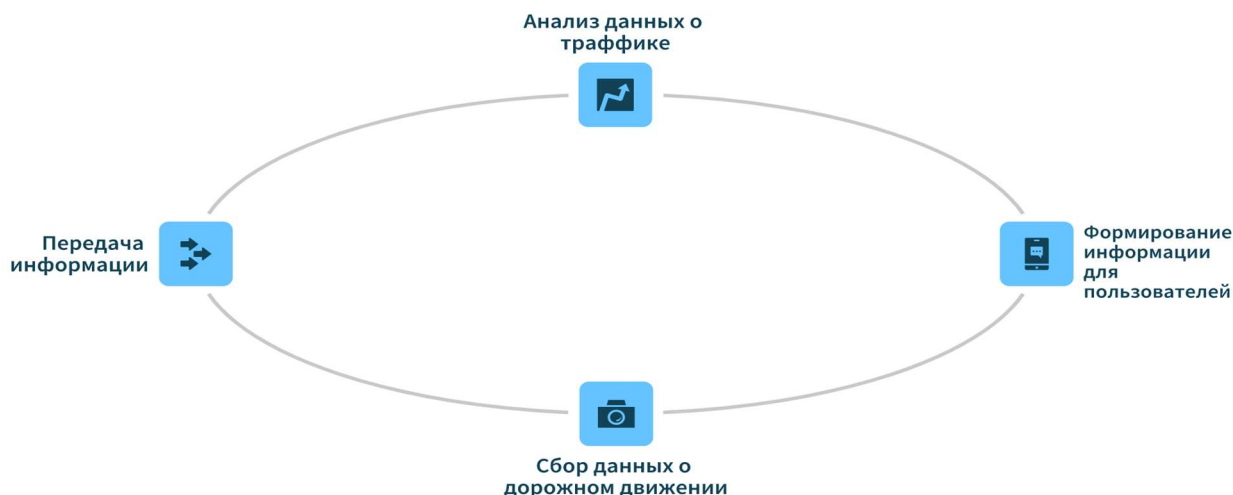 Анализ данных о
траффике
Передача
информации
Формирование
информации
для
пользователей
Сбор данных о
дорожном движении